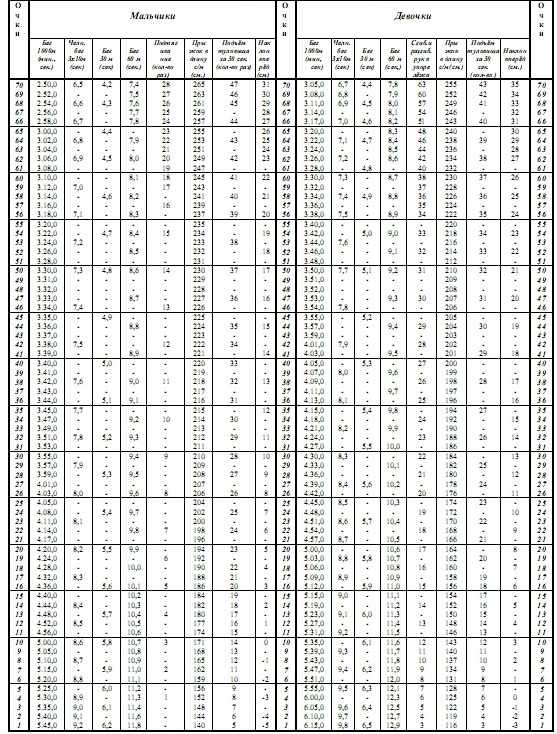 Очки Мальчики Очки Девочки Очки
Бег 1000м (мин., сек.) Челн. бег 3х10м (сек.) Бег 30 м (сек.) Бег 60 м (сек.) Подтягивание (кол-во раз) Прыжок в длину с/м (см.) Подъём туловища за 30 сек. (кол-во раз) Наклон вперёд (см) Бег 1000м (мин., сек.) Челн. бег 3х10м (сек.) Бег 30 м (сек.) Бег 60 м (сек.) Сгиб. и разгиб. рук в упоре лёжа Прыжок в длину с/м (см.) Подъём туловища за 30 сек. (кол-во) Наклон вперёд (см.)
70 2.50,0 6,5 4,2 7,4 28 265 47 31 70 3.05,0 6,7 4,4 7,8 63 255 43 35 70
69 2.52,0 - - 7,5 27 263 46 30 69 3.08,0 6,8 - 7,9 60 252 42 34 69
68 2.54,0 6,6 4,3 7,6 26 261 45 29 68 3.11,0 6,9 4,5 8,0 57 249 41 33 68
67 2.56,0 - - 7,7 25 259 - 28 67 3.14,0 - - 8,1 54 246 - 32 67
66 2.58,0 6,7 - 7,8 24 257 44 27 66 3.17,0 7,0 4,6 8,2 51 243 40 31 66
65 3.00,0 - 4,4 - 23 255 - 26 65 3.20,0 - - 8,3 48 240 - 30 65
64 3.02,0 6,8 - 7,9 22 253 43 25 64 3.22,0 7,1 4,7 8,4 46 238 39 29 64
63 3.04,0 - - - 21 251 - 24 63 3.24,0 - - 8,5 44 236 - 28 63
62 3.06,0 6,9 4,5 8,0 20 249 42 23 62 3.26,0 7,2 - 8,6 42 234 38 27 62
61 3.08,0 - - - 19 247 - - 61 3.28,0 - 4,8 - 40 232 - - 61
60 3.10,0 - - 8,1 18 245 41 22 60 3.30,0 7,3 - 8,7 38 230 37 26 60
59 3.12,0 7,0 - - 17 243 - - 59 3.32,0 - - - 37 228 - - 59
58 3.14,0 - 4,6 8,2 - 241 40 21 58 3.34,0 7,4 4,9 8,8 36 226 36 25 58
57 3.16,0 - - - 16 239 - - 57 3.36,0 - - - 35 224 - - 57
56 3.18,0 7,1 - 8,3 - 237 39 20 56 3.38,0 7,5 - 8,9 34 222 35 24 56
55 3.20,0 - - - - 235 - - 55 3.40,0 - - - - 220 - - 55
54 3.22,0 - 4,7 8,4 15 234 - 19 54 3.42,0 - 5,0 9,0 33 218 34 23 54
53 3.24,0 7,2 - - - 233 38 - 53 3.44,0 7,6 - - - 216 - - 53
52 3.26,0 - - 8,5 - 232 - 18 52 3.46,0 - - 9,1 32 214 33 22 52
51 3.28,0 - - - - 231 - - 51 3.48,0 - - - - 212 - - 51
50 3.30,0 7,3 4,8 8,6 14 230 37 17 50 3.50,0 7,7 5,1 9,2 31 210 32 21 50
49 3.31,0 - - - - 229 - - 49 3.51,0 - - - - 209 - - 49
48 3.32,0 - - - - 228 - - 48 3.52,0 - - - - 208 - - 48
47 3.33,0 - - 8,7 - 227 36 16 47 3.53,0 - - 9,3 30 207 31 20 47
46 3.34,0 7,4 - - 13 226 - - 46 3.54,0 7,8 - - - 206 - - 46
45 3.35,0 - 4,9 - - 225 - - 45 3.55,0 - 5,2 - - 205 - - 45
44 3.36,0 - - 8,8 - 224 35 15 44 3.57,0 - - 9,4 29 204 30 19 44
43 3.37,0 - - - - 223 - - 43 3.59,0 - - - - 203 - - 43
42 3.38,0 7,5 - - 12 222 34 - 42 4.01,0 7,9 - - 28 202 - - 42
41 3.39,0 - - 8,9 - 221 - 14 41 4.03,0 - - 9,5 - 201 29 18 41
40 3.40,0 - 5,0 - - 220 33 - 40 4.05,0 - 5,3 - 27 200 - - 40
39 3.41,0 - - - - 219 - - 39 4.07,0 8,0 - 9,6 - 199 - - 39
38 3.42,0 7,6 - 9,0 11 218 32 13 38 4.09,0 - - - 26 198 28 17 38
37 3.43,0 - - - - 217 - - 37 4.11,0 - - 9,7 - 197 - - 37
36 3.44,0 - 5,1 9,1 - 216 31 - 36 4.13,0 8,1 - - 25 196 - 16 36
35 3.45,0 7,7 - - - 215 - 12 35 4.15,0 - 5,4 9,8 - 194 27 - 35
34 3.47,0 - - 9,2 10 214 30 - 34 4.18,0 - - - 24 192 - 15 34
33 3.49,0 - - - - 213 - - 33 4.21,0 8,2 - 9,9 - 190 - - 33
32 3.51,0 7,8 5,2 9,3 - 212 29 11 32 4.24,0 - - - 23 188 26 14 32
31 3.53,0 - - - - 211 - - 31 4.27,0 - 5,5 10,0 - 186 - - 31
30 3.55,0 - - 9,4 9 210 28 10 30 4.30,0 8,3 - - 22 184 - 13 30
29 3.57,0 7,9 - - - 209 - - 29 4.33,0 - - 10,1 - 182 25 - 29
28 3.59,0 - 5,3 9,5 - 208 27 9 28 4.36,0 - - - 21 180 - 12 28
27 4.01,0 - - - - 207 - - 27 4.39,0 8,4 5,6 10,2 - 178 24 - 27
26 4.03,0 8,0 - 9,6 8 206 26 8 26 4.42,0 - - - 20 176 - 11 26
25 4.05,0 - - - - 204 - - 25 4.45,0 8,5 - 10,3 - 174 23 - 25
24 4.08,0 - 5,4 9,7 - 202 25 7 24 4.48,0 - - - 19 172 - 10 24
23 4.11,0 8,1 - - - 200 - - 23 4.51,0 8,6 5,7 10,4 - 170 22 - 23
22 4.14,0 - - 9,8 7 198 24 6 22 4.54,0 - - - 18 168 - 9 22
21 4.17,0 - - - - 196 - - 21 4.57,0 8,7 - 10,5 - 166 21 - 21
20 4.20,0 8,2 5,5 9,9 - 194 23 5 20 5.00,0 - - 10,6 17 164 - 8 20
19 4.24,0 - - - 6 192 - - 19 5.03,0 8,8 5,8 10,7 - 162 20 - 19
18 4.28,0 - - 10,0 - 190 22 4 18 5.06,0 - - 10,8 16 160 - 7 18
17 4.32,0 8,3 - - - 188 21 - 17 5.09,0 8,9 - 10,9 - 158 19 - 17
16 4.36,0 - 5,6 10,1 5 186 20 3 16 5.12,0 - 5,9 11,0 15 156 18 6 16
15 4.40,0 - - 10,2 - 184 19 - 15 5.15,0 9,0 - 11,1 - 154 17 - 15
14 4.44,0 8,4 - 10,3 - 182 18 2 14 5.19,0 - - 11,2 14 152 16 5 14
13 4.48,0 - 5,7 10,4 4 180 17 - 13 5.23,0 9,1 6,0 11,3 - 150 15 - 13
12 4.52,0 8,5 - 10,5 - 177 16 1 12 5.27,0 - - 11,4 13 148 14 4 12
11 4.56,0 - - 10,6 - 174 15 - 11 5.31,0 9,2 - 11,5 - 146 13 - 11
10 5.00,0 8,6 5,8 10,7 3 171 14 0 10 5.35,0 - 6,1 11,6 12 143 12 3 10
9 5.05,0 - - 10,8 - 168 13 - 9 5.39,0 9,3 - 11,7 11 140 11 - 9
8 5.10,0 8,7 - 10,9 - 165 12 -1 8 5.43,0 - - 11,8 10 137 10 2 8
7 5.15,0 - 5,9 11,0 2 162 11 - 7 5.47,0 9,4 6,2 11,9 9 134 9 - 7
6 5.20,0 8,8 - 11,1 - 159 10 -2 6 5.51,0 - - 12,0 8 131 8 1 6
5 5.25,0 - 6,0 11,2 - 156 9 - 5 5.55,0 9,5 6,3 12,1 7 128 7 - 5
4 5.30,0 8,9 - 11,3 1 152 8 -3 4 6.00,0 - - 12,3 6 125 6 0 4
3 5.35,0 9,0 6,1 11,4 - 148 7 - 3 6.05,0 9,6 6,4 12,5 5 122 5 -1 3
2 5.40,0 9,1 - 11,6 - 144 6 -4 2 6.10,0 9,7 - 12,7 4 119 4 -2 2
1 5.45,0 9,2 6,2 11,8 - 140 5 -5 1 6.15,0 9,8 6,5 12,9 3 116 3 -3 1